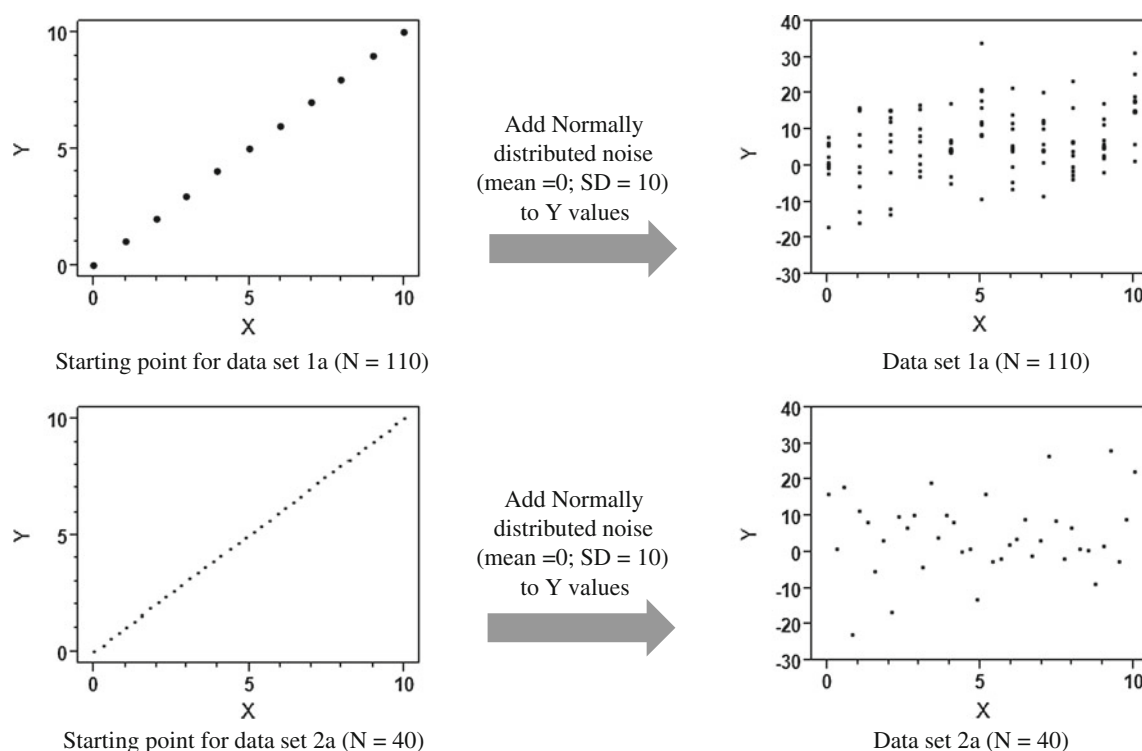 10
5
0
Y
0
5
10
X
Starting point for data set 1a (N = 110)
Add Normally
distributed noise
(mean =0; SD = 10)
to Y values
40
30
20
10
0
-10
-20
-30
Y
0
5
10
X
Data set 1a (N = 110)
10
5
0
Y
0
5
10
X
Starting point for data set 2a (N = 40)
Add Normally
distributed noise
(mean =0; SD = 10)
to Y values
40
30
20
10
0
-10
-20
-30
Y
0
5
10
X
Data set 2a (N = 40)